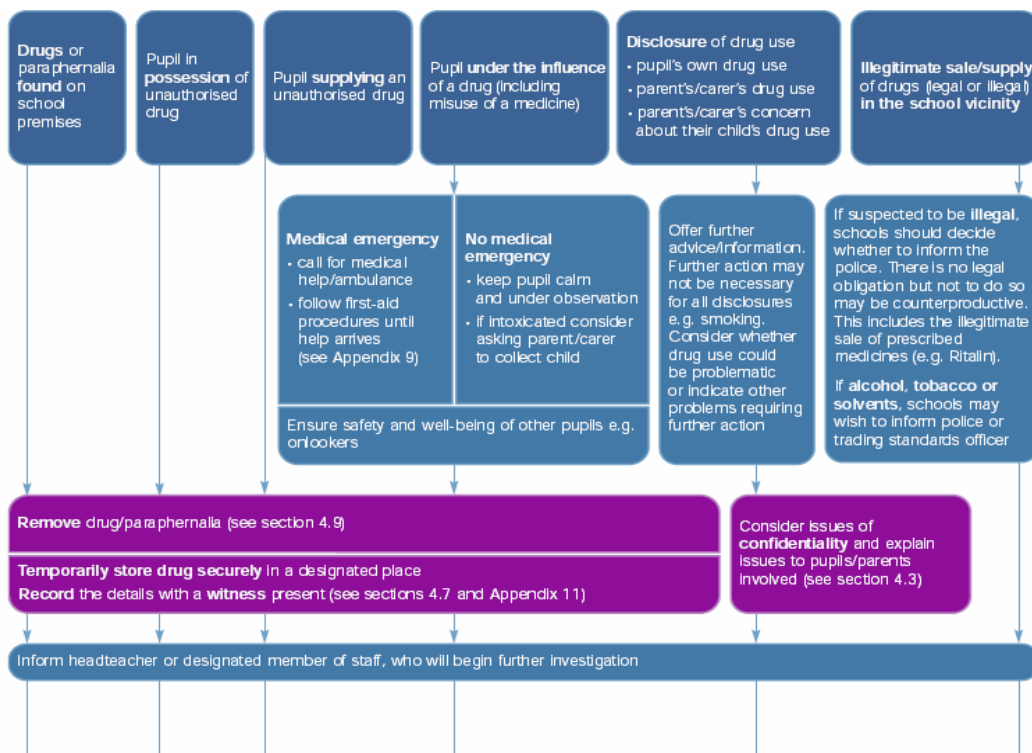 Drugs or
paraphernalia
found on
school
premises
Pupil in
possession of
unauthorised
drug
Pupil supplying an
unauthorised drug
Pupil under the influence
of a drug (including
misuse of a medicine)
Disclosure of drug use
• pupil's own drug use
• parent's/carer's drug use
• parent's/carer's concern
about their child's drug use
Illegitimate sale/supply
of drugs (legal or illegal)
in the school vicinity
Medical emergency
• call for medical
help/ambulance
• follow first-aid
procedures until
help arrives
(see Appendix 9)
No medical
emergency
• keep pupil calm
and under observation
• if intoxicated consider
asking parent/carer
to collect child
Ensure safety and well-being of other pupils e.g.
onlookers
Offer further
advice/information.
Further action may
not be necessary
for all disclosures
e.g. smoking.
Consider whether
drug use could
be problematic
or indicate other
problems requiring
further action
If suspected to be illegal,
schools should decide
whether to inform the
police. There is no legal
obligation but not to do so
may be counterproductive.
This includes the illegitimate
sale of prescribed
medicines (e.g. Ritalin).
If alcohol, tobacco or
solvents, schools may
wish to inform police or
trading standards officer
Remove drug/paraphernalia (see section 4.9)
Temporarily store drug securely in a designated place
Record the details with a witness present (see sections 4.7 and Appendix 11)
Consider issues of
confidentiality and explain
issues to pupils/parents
involved (see section 4.3)
Inform headteacher or designated member of staff, who will begin further investigation